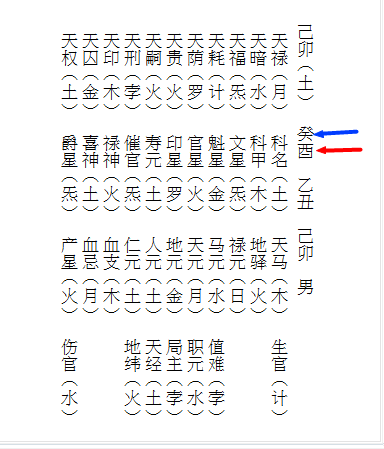 己卯（土） 癸酉 乙丑 己卯 男
天禄（月） 科名（土） 天马（木） 生官（计）
天暗（水） 科甲（木） 地驿（火）
天福（炁） 文星（炁） 禄元（日）
天耗（计） 魁星（金） 马元（水） 值难（孛）
天荫（罗） 官星（火） 天元（月） 职元（水）
天贵（火） 印星（罗） 地元（金） 局主（孛）
天嗣（火） 寿元（土） 人元（土） 天经（土）
天刑（孛） 催官（炁） 仁元（土） 地纬（火）
天印（木） 禄神（火） 血支（木）
天囚（金） 喜神（土） 血忌（月）
天权（土） 爵星（炁） 产星（火） 伤官（水）